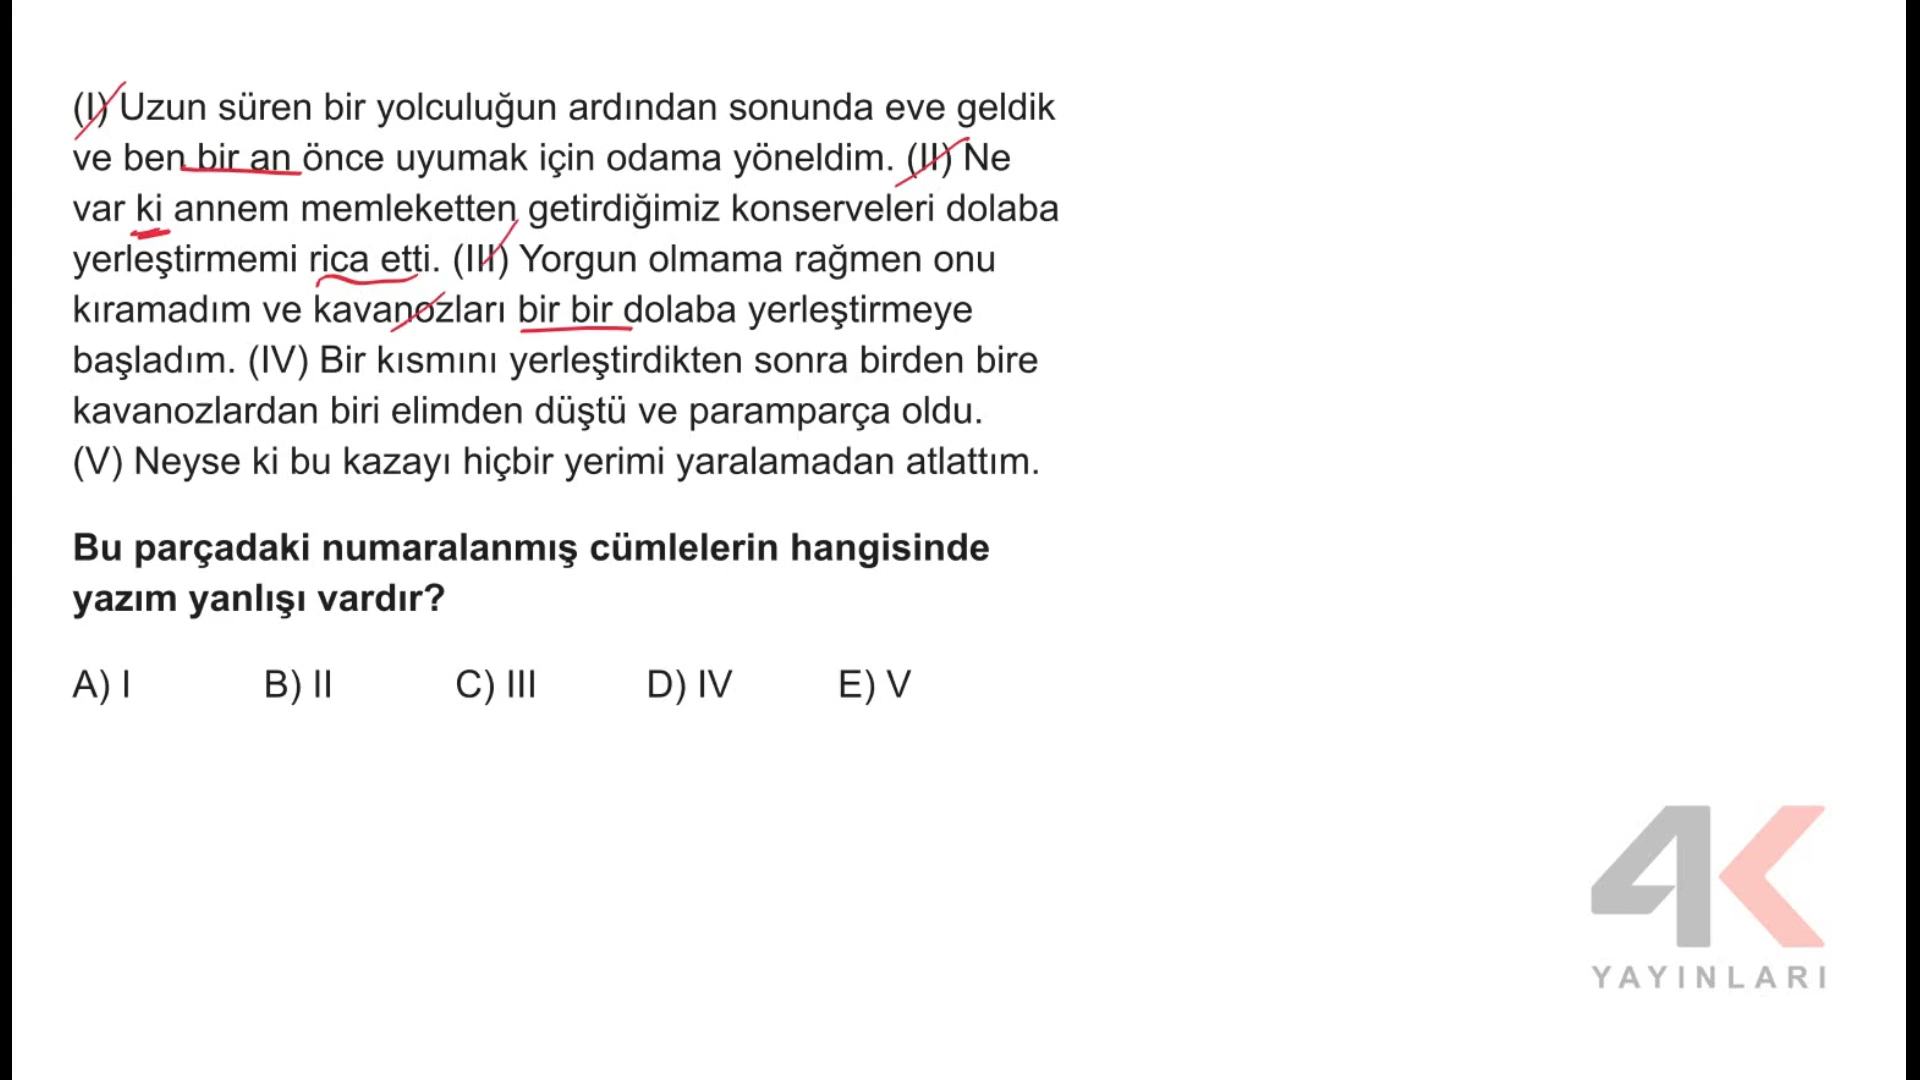 (I) Uzun süren bir yolculuğun ardından sonunda eve geldik
ve ben bir an önce uyumak için odama yöneldim. (II) Ne
var ki annem memleketten getirdiğimiz konserveleri dolaba
yerleştirmemi rica etti. (III) Yorgun olmama rağmen onu
kıramadım ve kavanozları bir bir dolaba yerleştirmeye
başladım. (IV) Bir kısmını yerleştirdikten sonra birden bire
kavanozlardan biri elimden düştü ve paramparça oldu.
(V) Neyse ki bu kazayı hiçbir yerimi yaralamadan atlattım.
Bu parçadaki numaralanmış cümlelerin hangisinde
yazım yanlışı vardır?
A) I B) II C) III D) IV E) V
4K
YAYINLARI